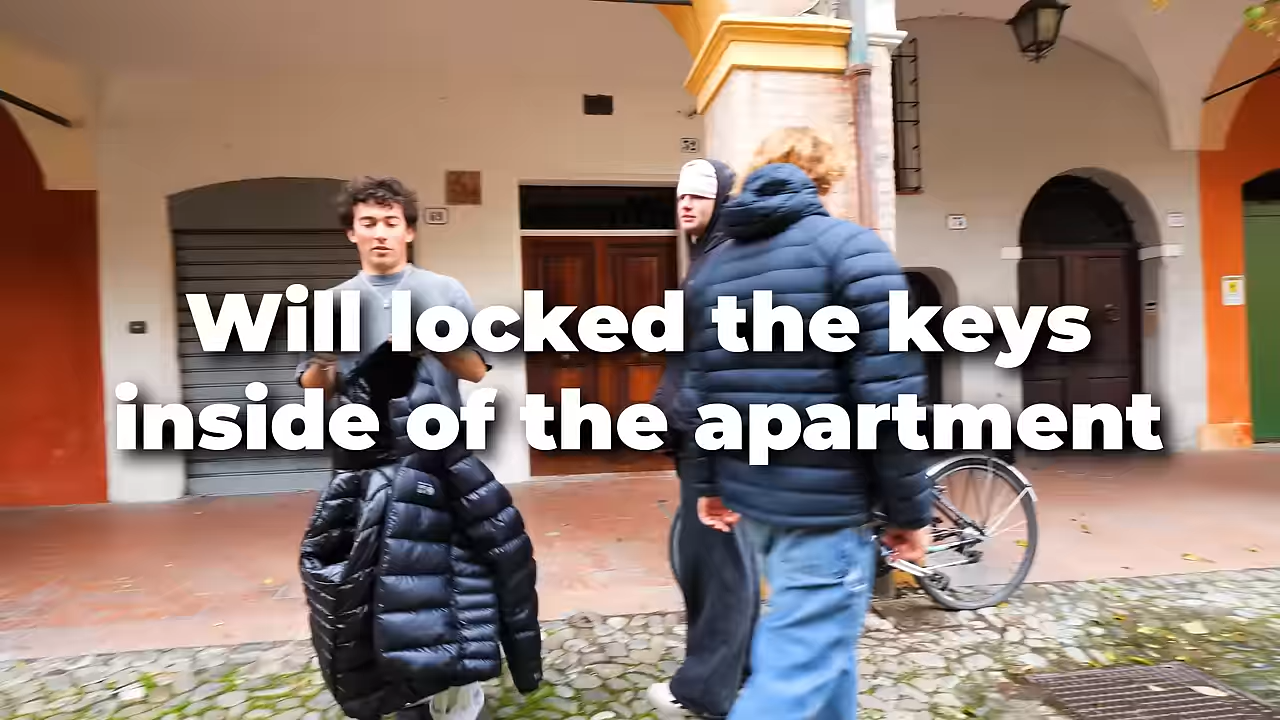 Will locked the keys
inside of the apartment